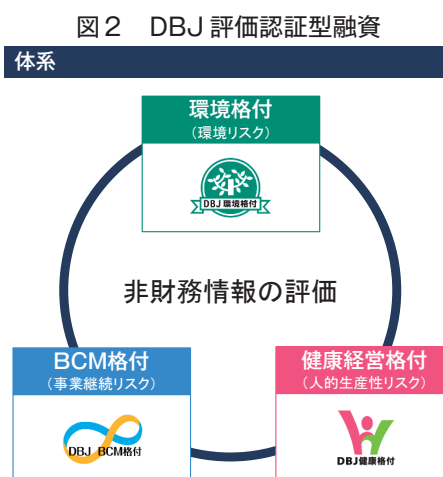 図２　DBJ 評価認証型融資
体系
環境格付
（環境リスク）
DBJ 環境格付
非財務情報の評価
BCM格付
（事業継続リスク）
DBJ BCM格付
健康経営格付
（人的生産性リスク）
DBJ健康格付